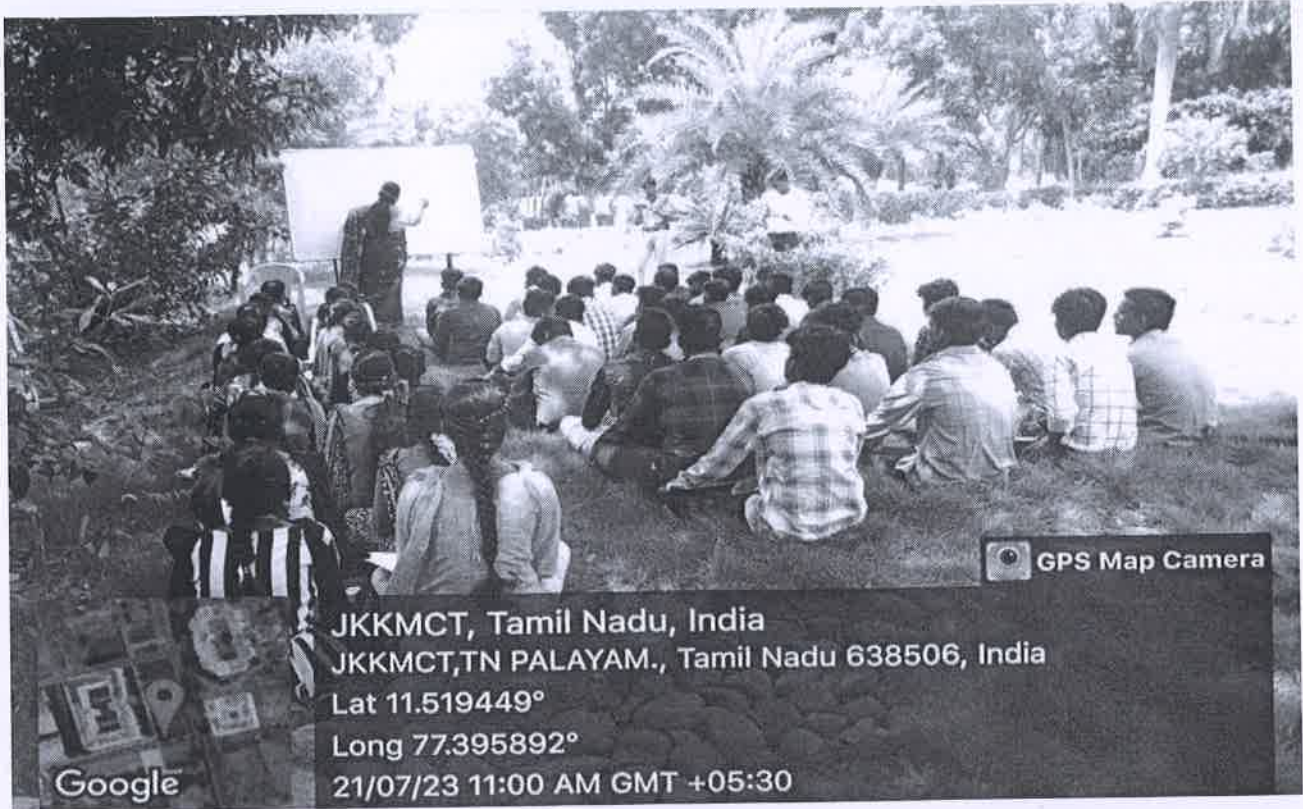 GPS Map Camera
JKKMCT, Tamil Nadu, India
JKKMCT,TN PALAYAM., Tamil Nadu 638506, India
Lat 11.519449°
Long 77.395892°
21/07/23 11:00 AM GMT +05:30
Google